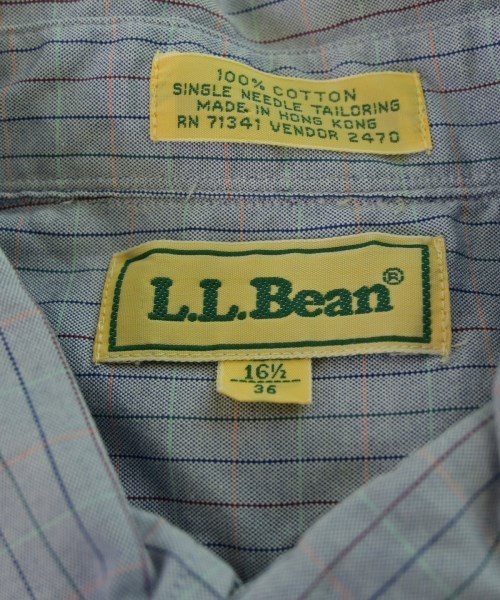 100% COTTON
SINGLE NEEDLE TAILORING
MADE IN HONG KONG
RN 71341 VENDOR 2470
L.L.Bean®
16½
36